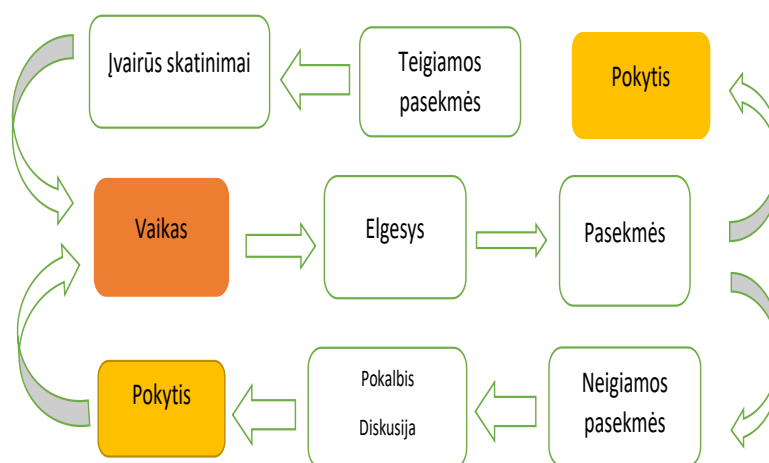 Įvairūs skatinimai
Teigiamos
pasekmės
Pokytis
Vaikas
Elgesys
Pasekmės
Pokytis
Pokalbis
Diskusija
Neigiamos
pasekmės